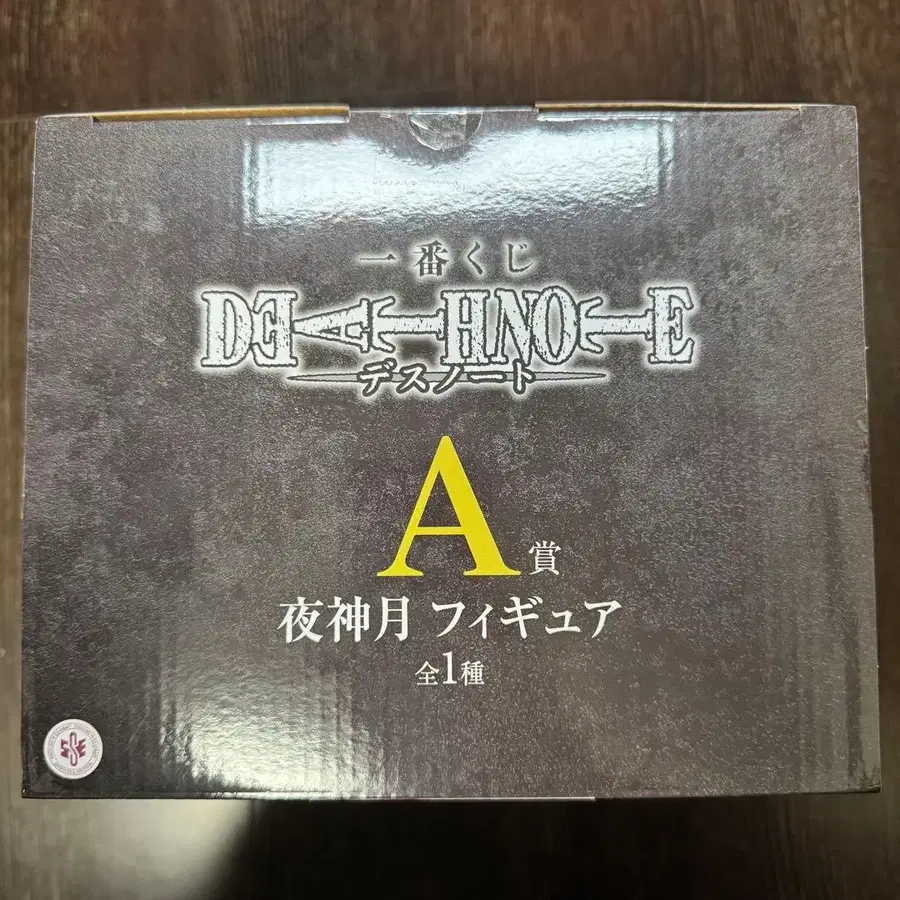 一番くじ
DEATH NOTE
デスノート
A賞
夜神月 フィギュア
全1種